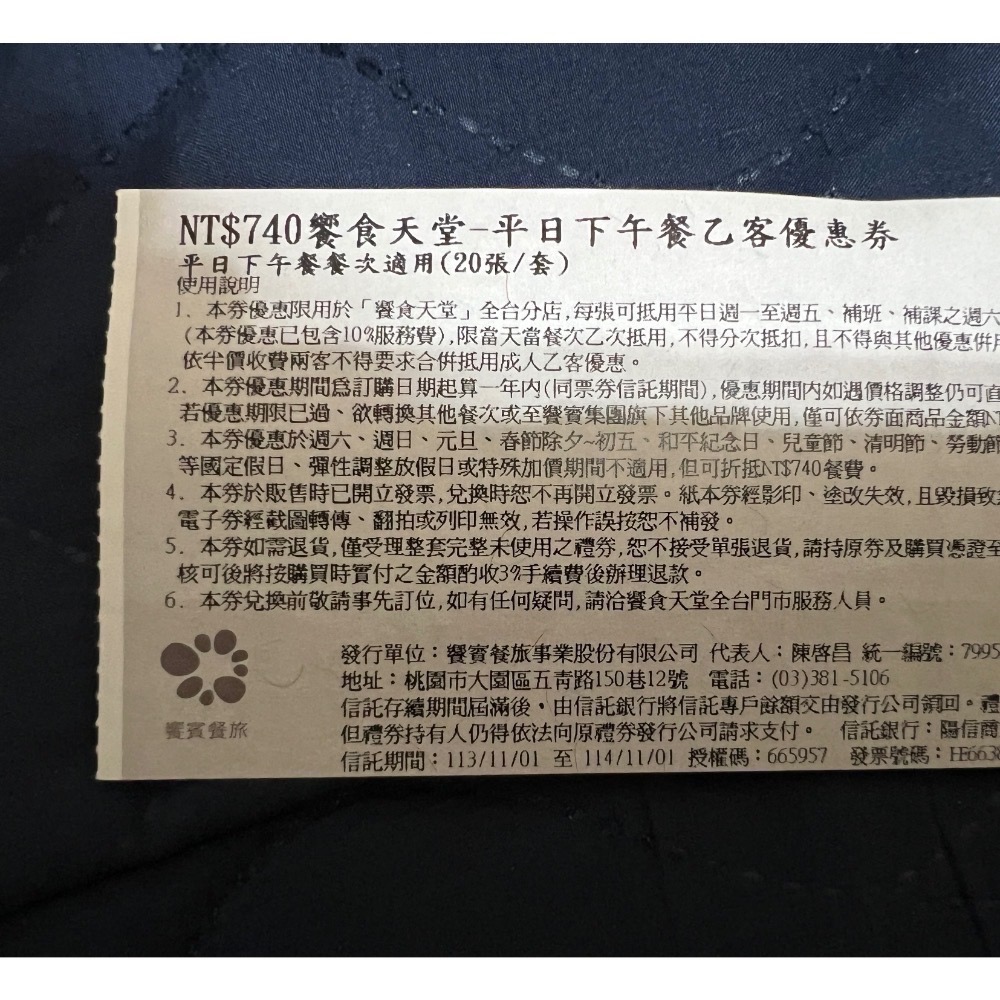 NT$740饗食天堂-平日下午餐乙客優惠券
平日下午餐餐次適用(20張/套)
使用說明
1. 本券優惠限用於「饗食天堂」全台分店,每張可抵用平日週一至週五、補班、補課之週六
(本券優惠已包含10%服務費),限當天當餐次乙次抵用,不得分次抵扣,且不得與其他優惠併用
依半價收費兩客不得要求合併抵用成人乙客優惠。
2. 本券優惠期間為訂購日期起算一年內(同票券信託期間),優惠期間內如遇價格調整仍可直
若優惠期限已過、欲轉換其他餐次或至饗賓集團旗下其他品牌使用,僅可依券面商品金額NT
3. 本券優惠於週六、週日、元旦、春節除夕~初五、和平紀念日、兒童節、清明節、勞動節
等國定假日、彈性調整放假日或特殊加價期間不適用,但可折抵NT$740餐費。
4. 本券於販售時已開立發票,兌換時恕不再開立發票。紙本券經影印、塗改失效,且毀損致
電子券經截圖轉傳、翻拍或列印無效,若操作誤按恕不補發。
5. 本券如需退貨,僅受理整套完整未使用之禮券,恕不接受單張退貨,請持原券及購買憑證至
核可後將按購買時實付之金額酌收3%手續費後辦理退款。
6. 本券兌換前敬請事先訂位,如有任何疑問,請洽饗食天堂全台門市服務人員。
饗賓餐旅
發行單位：饗賓餐旅事業股份有限公司 代表人：陳啓昌 統一編號：7995
地址：桃園市大園區五青路150巷12號 電話：(03)381-5106
信託存續期間屆滿後，由信託銀行將信託專戶餘額交由發行公司領回。禮
但禮券持有人仍得依法向原禮券發行公司請求支付。 信託銀行：陽信商
信託期間：113/11/01 至 114/11/01 授權碼：665957 發票號碼：HE663